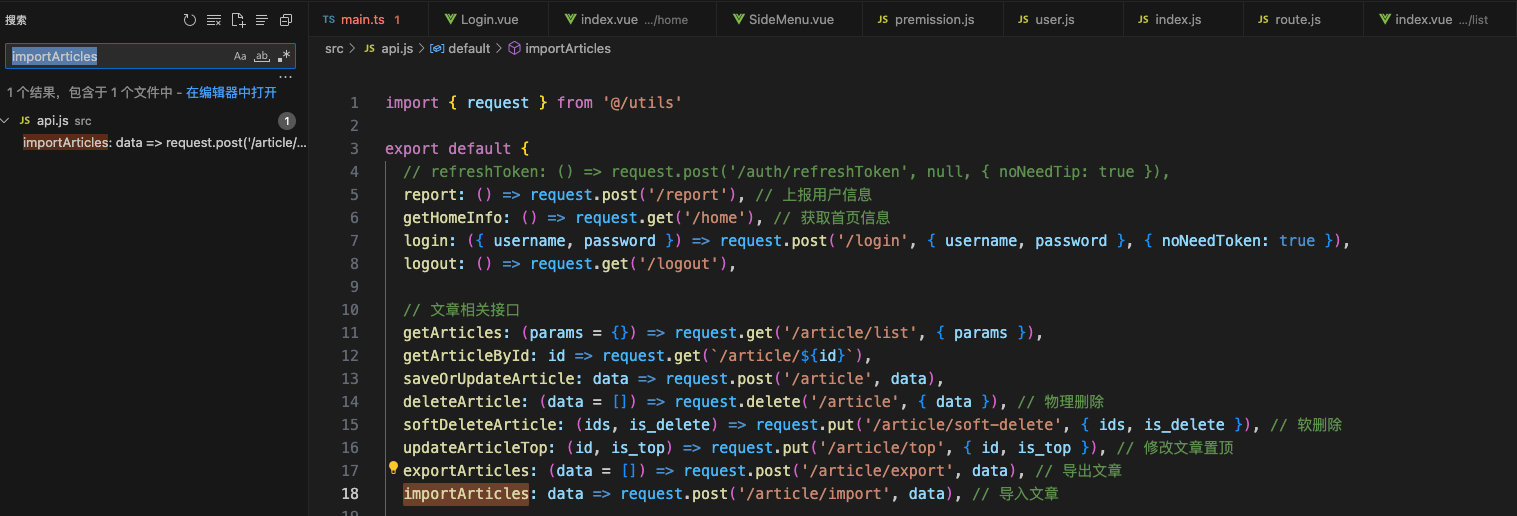 搜索
importArticles
Aa ab .*
...
1 个结果，包含于 1 个文件中 - 在编辑器中打开
JS api.js src 1
importArticles: data => request.post('/article/...
TS main.ts 1 Login.vue index.vue .../home SideMenu.vue JS premission.js JS user.js JS index.js JS route.js index.vue .../list
src > JS api.js > default > importArticles
1 import { request } from '@/utils'
2
3 export default {
4 // refreshToken: () => request.post('/auth/refreshToken', null, { noNeedTip: true }),
5 report: () => request.post('/report'), // 上报用户信息
6 getHomeInfo: () => request.get('/home'), // 获取首页信息
7 login: ({ username, password }) => request.post('/login', { username, password }, { noNeedToken: true }),
8 logout: () => request.get('/logout'),
9
10 // 文章相关接口
11 getArticles: (params = {}) => request.get('/article/list', { params }),
12 getArticleById: id => request.get(`/article/${id}`),
13 saveOrUpdateArticle: data => request.post('/article', data),
14 deleteArticle: (data = []) => request.delete('/article', { data }), // 物理删除
15 softDeleteArticle: (ids, is_delete) => request.put('/article/soft-delete', { ids, is_delete }), // 软删除
16 updateArticleTop: (id, is_top) => request.put('/article/top', { id, is_top }), // 修改文章置顶
17 exportArticles: (data = []) => request.post('/article/export', data), // 导出文章
18 importArticles: data => request.post('/article/import', data), // 导入文章
19